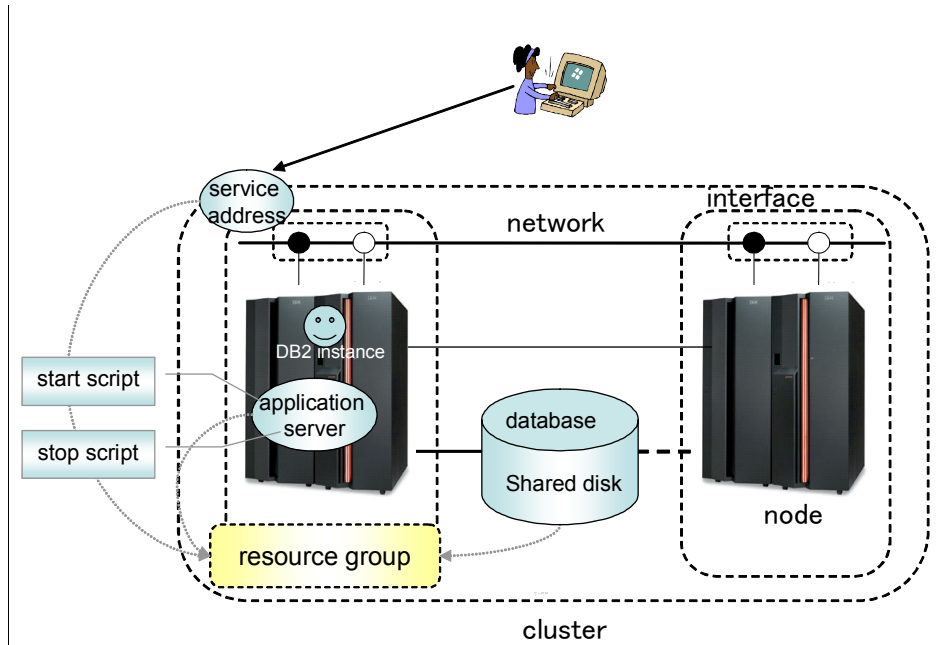 service
address
interface
network
DB2 instance
start script
application
server
stop script
database
Shared disk
node
resource group
cluster